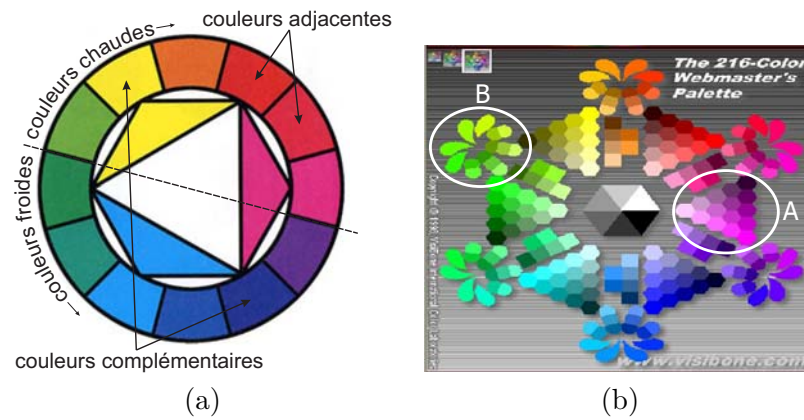 couleurs adjacentes
couleurs chaudes
couleurs froides
couleurs complémentaires
(a)
The 216-Color
Webmaster's
Palette
B
A
www.visibone.com
(b)